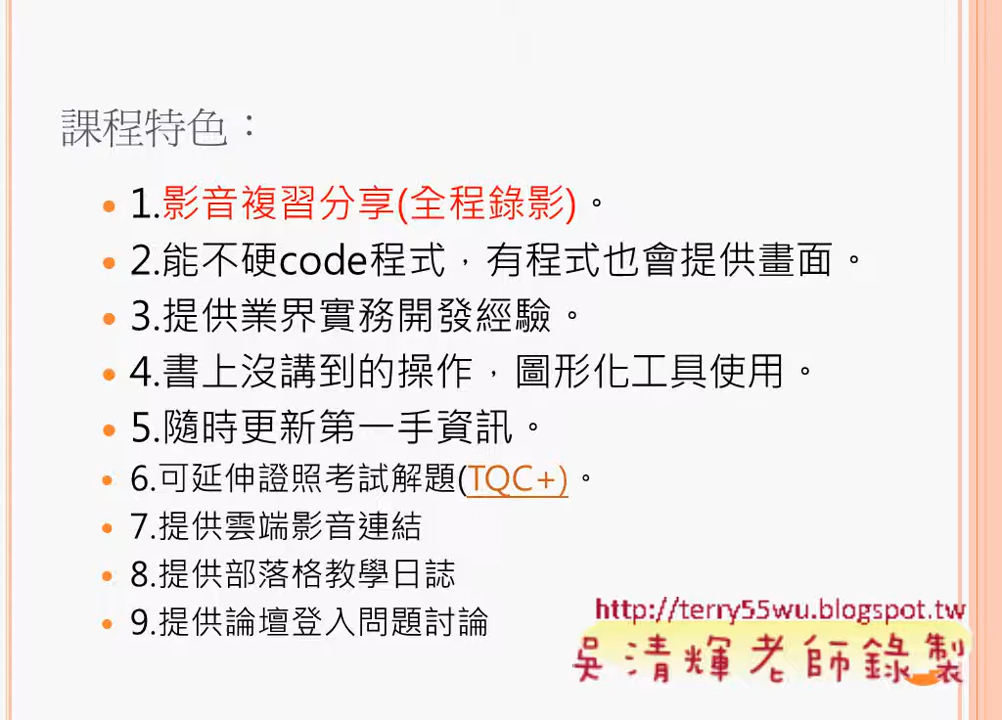 課程特色：
1.影音複習分享(全程錄影)。
2.能不硬code程式，有程式也會提供畫面。
3.提供業界實務開發經驗。
4.書上沒講到的操作，圖形化工具使用。
5.隨時更新第一手資訊。
6.可延伸證照考試解題(TQC+)。
7.提供雲端影音連結
8.提供部落格教學日誌
9.提供論壇登入問題討論
http://terry55wu.blogspot.tw
吳清輝老師錄製